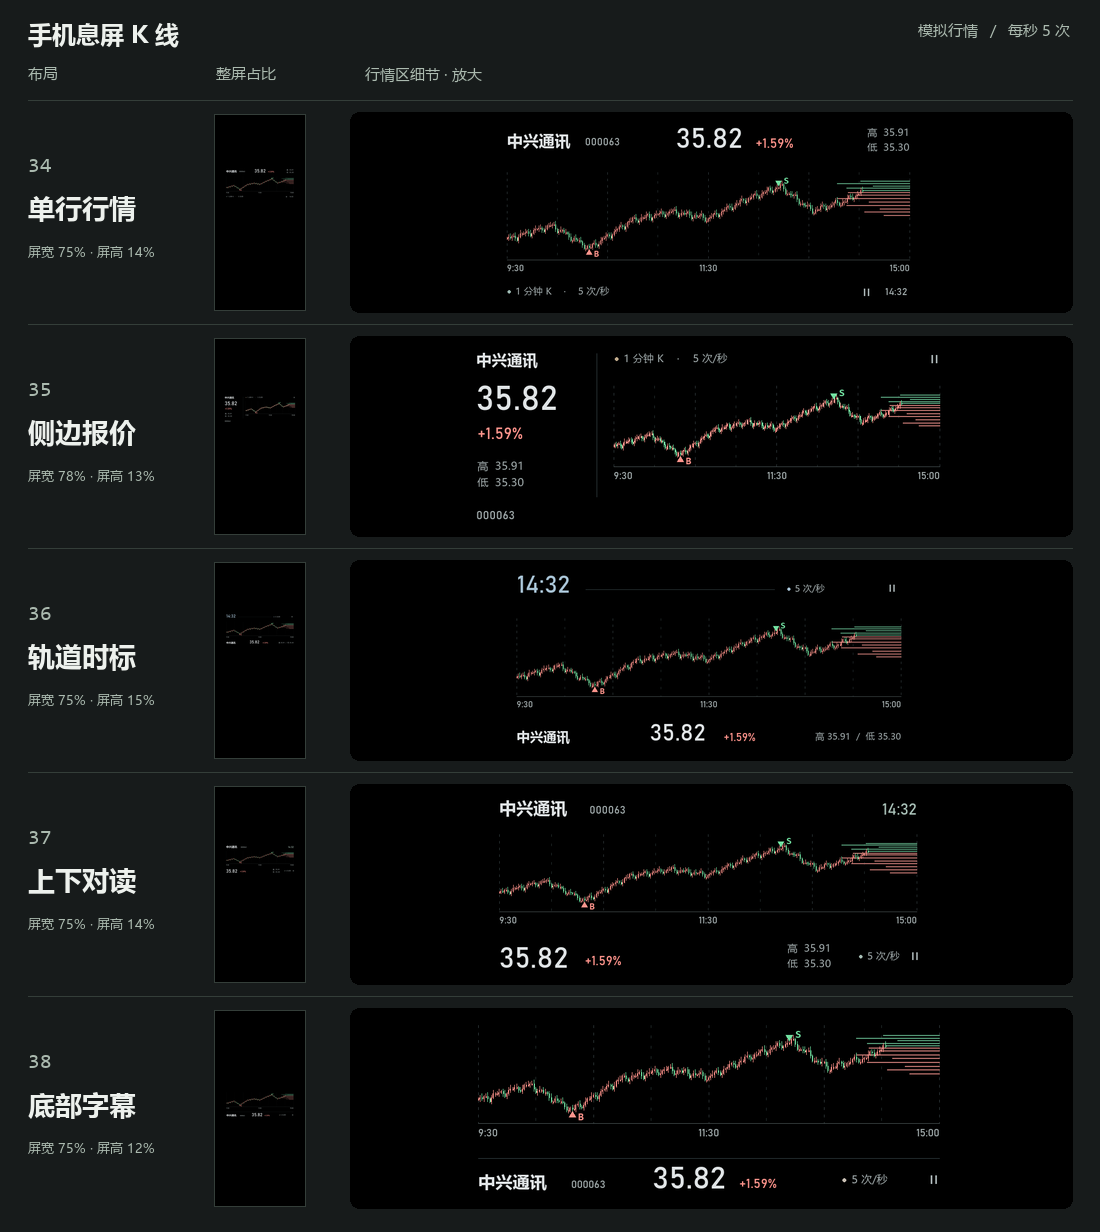 手机息屏 K 线
模拟行情 / 每秒 5 次
布局 整屏占比 行情区细节 · 放大
34
单行行情
屏宽 75% · 屏高 14%
中兴通讯 000063 35.82 +1.59%
高 35.91
低 35.30
S
B
9:30 11:30 15:00
1 分钟 K · 5 次/秒 14:32
35
侧边报价
屏宽 78% · 屏高 13%
中兴通讯
35.82
+1.59%
高 35.91
低 35.30
000063
1 分钟 K · 5 次/秒
S
B
9:30 11:30 15:00
36
轨道时标
屏宽 75% · 屏高 15%
14:32 5 次/秒
S
B
9:30 11:30 15:00
中兴通讯 35.82 +1.59% 高 35.91 / 低 35.30
37
上下对读
屏宽 75% · 屏高 14%
中兴通讯 000063 14:32
S
B
9:30 11:30 15:00
35.82 +1.59%
高 35.91
低 35.30
5 次/秒
38
底部字幕
屏宽 75% · 屏高 12%
S
B
9:30 11:30 15:00
中兴通讯 000063 35.82 +1.59% 5 次/秒